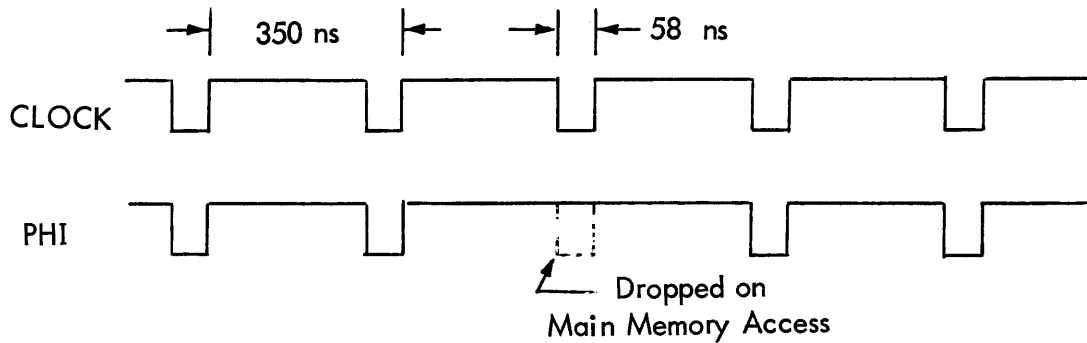 350 ns
58 ns
CLOCK
PHI
Dropped on
Main Memory Access